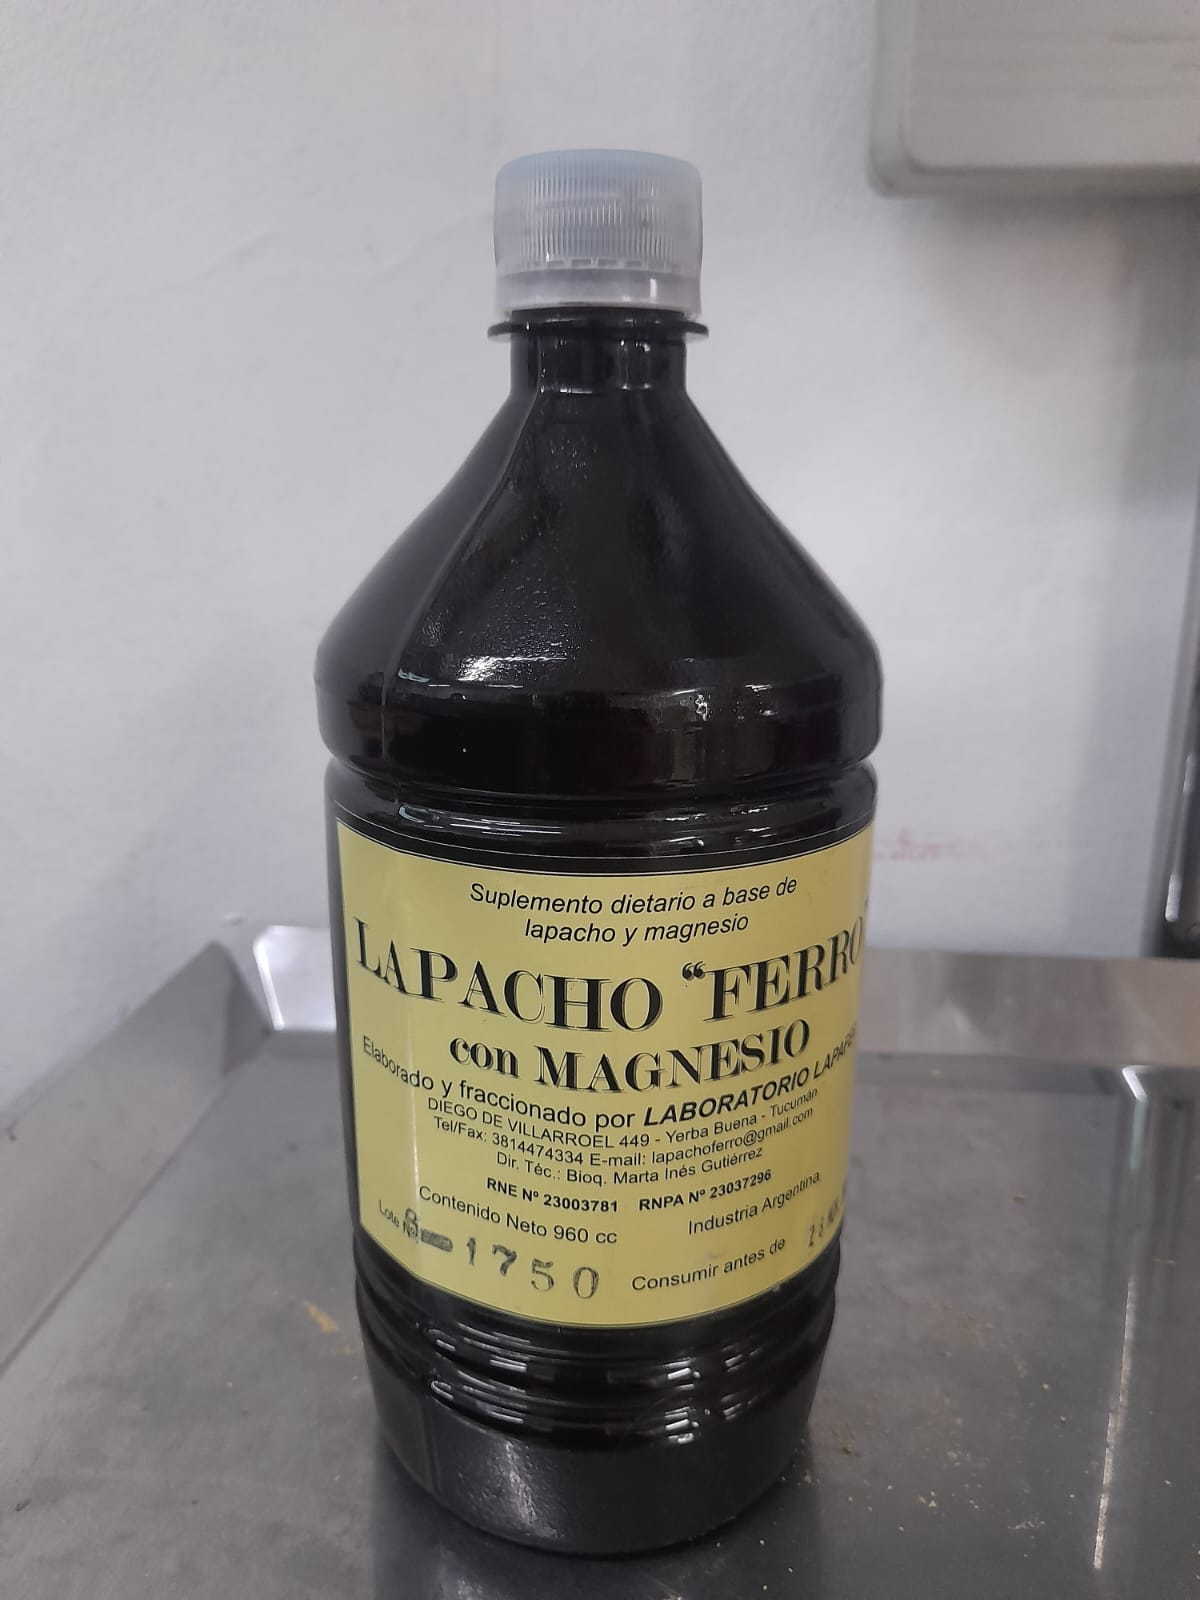 Suplemento dietario a base de
lapacho y magnesio
LAPACHO "FERRO"
con MAGNESIO
Elaborado y fraccionado por LABORATORIO
DIEGO DE VILLARROEL 449 - Yerba Buena - Tucumán
Tel/Fax: 3814474334 E-mail: lapachoferro@gmail.com
Dir. Téc.: Bioq. Marta Inés Gutiérrez
RNE Nº 23003781 RNPA Nº 23037296
Contenido Neto 960 cc Industria Argentina
Lote 1750 Consumir antes de